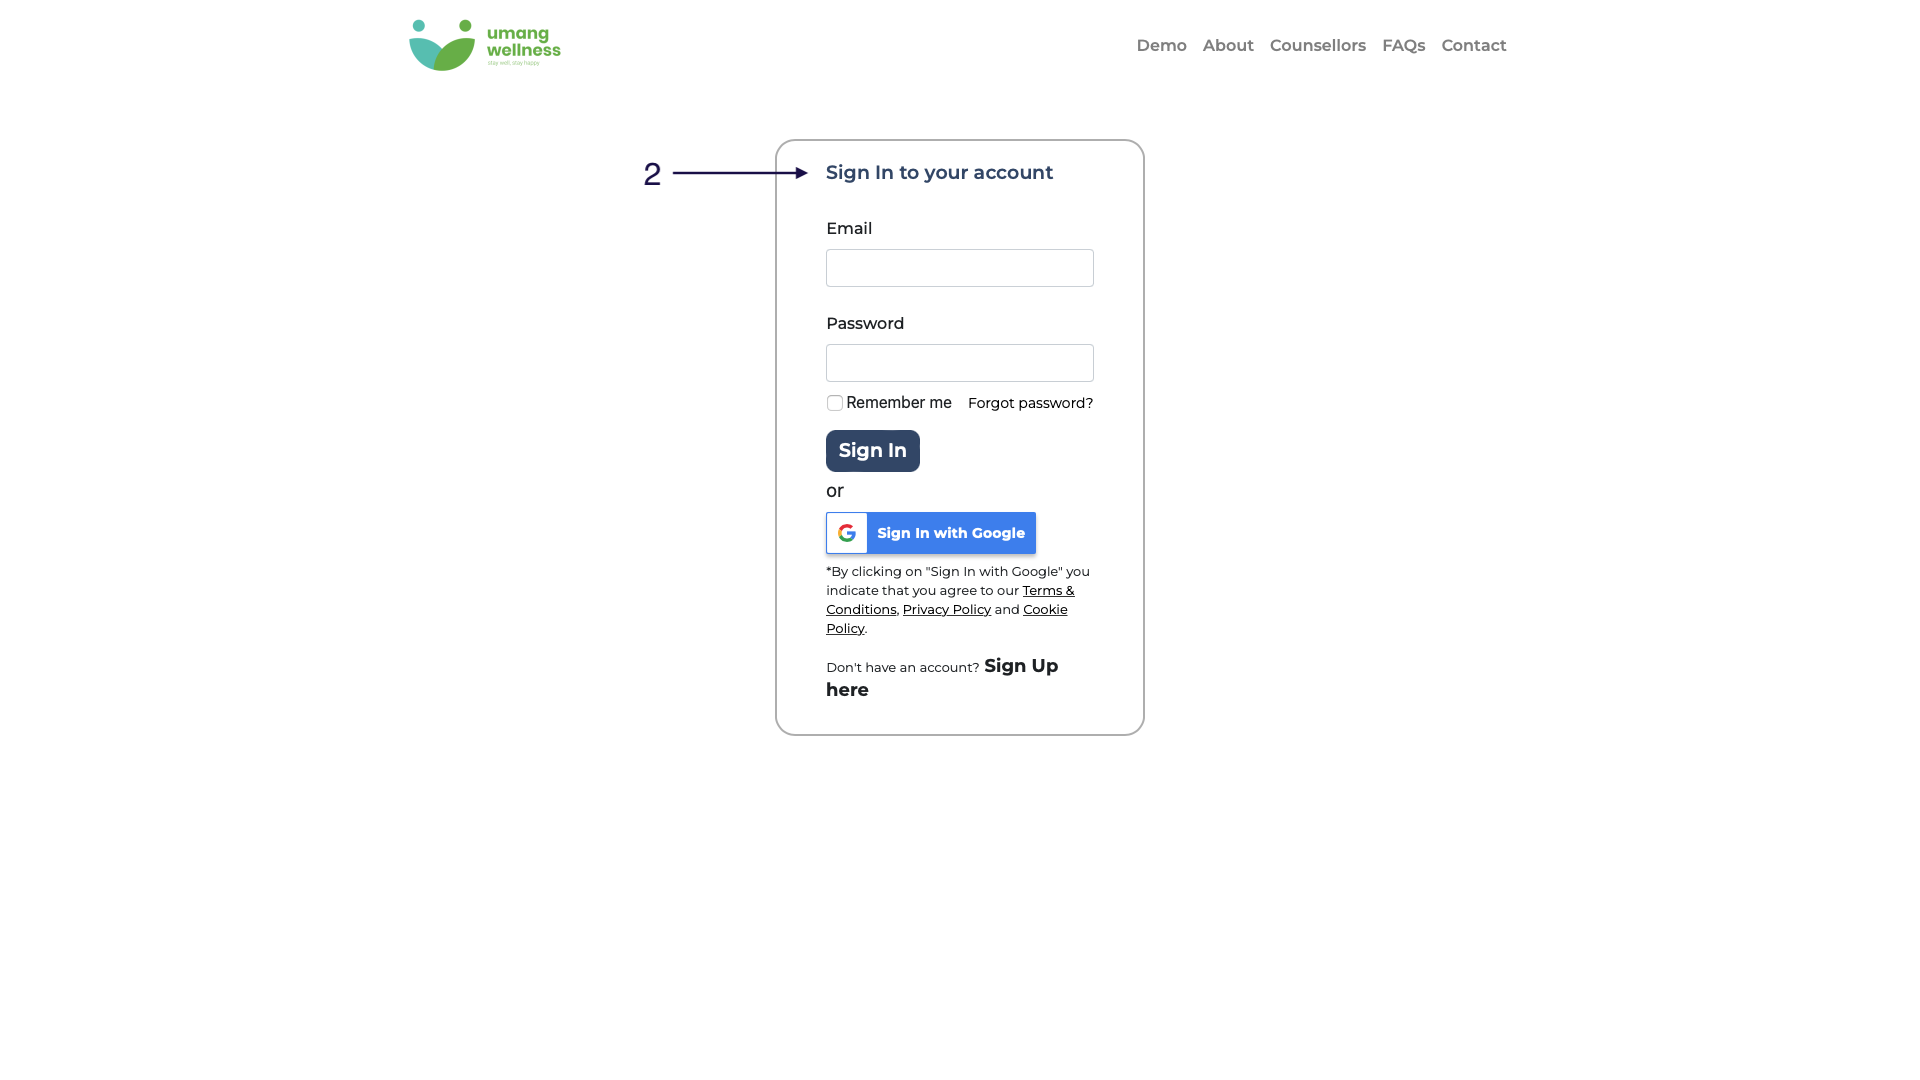 umang
wellness
stay well, stay happy
Demo About Counsellors FAQs Contact
2
Sign In to your account
Email
Password
Remember me Forgot password?
Sign In
or
G Sign In with Google
*By clicking on "Sign In with Google" you
indicate that you agree to our Terms &
Conditions, Privacy Policy and Cookie
Policy.
Don't have an account? Sign Up
here